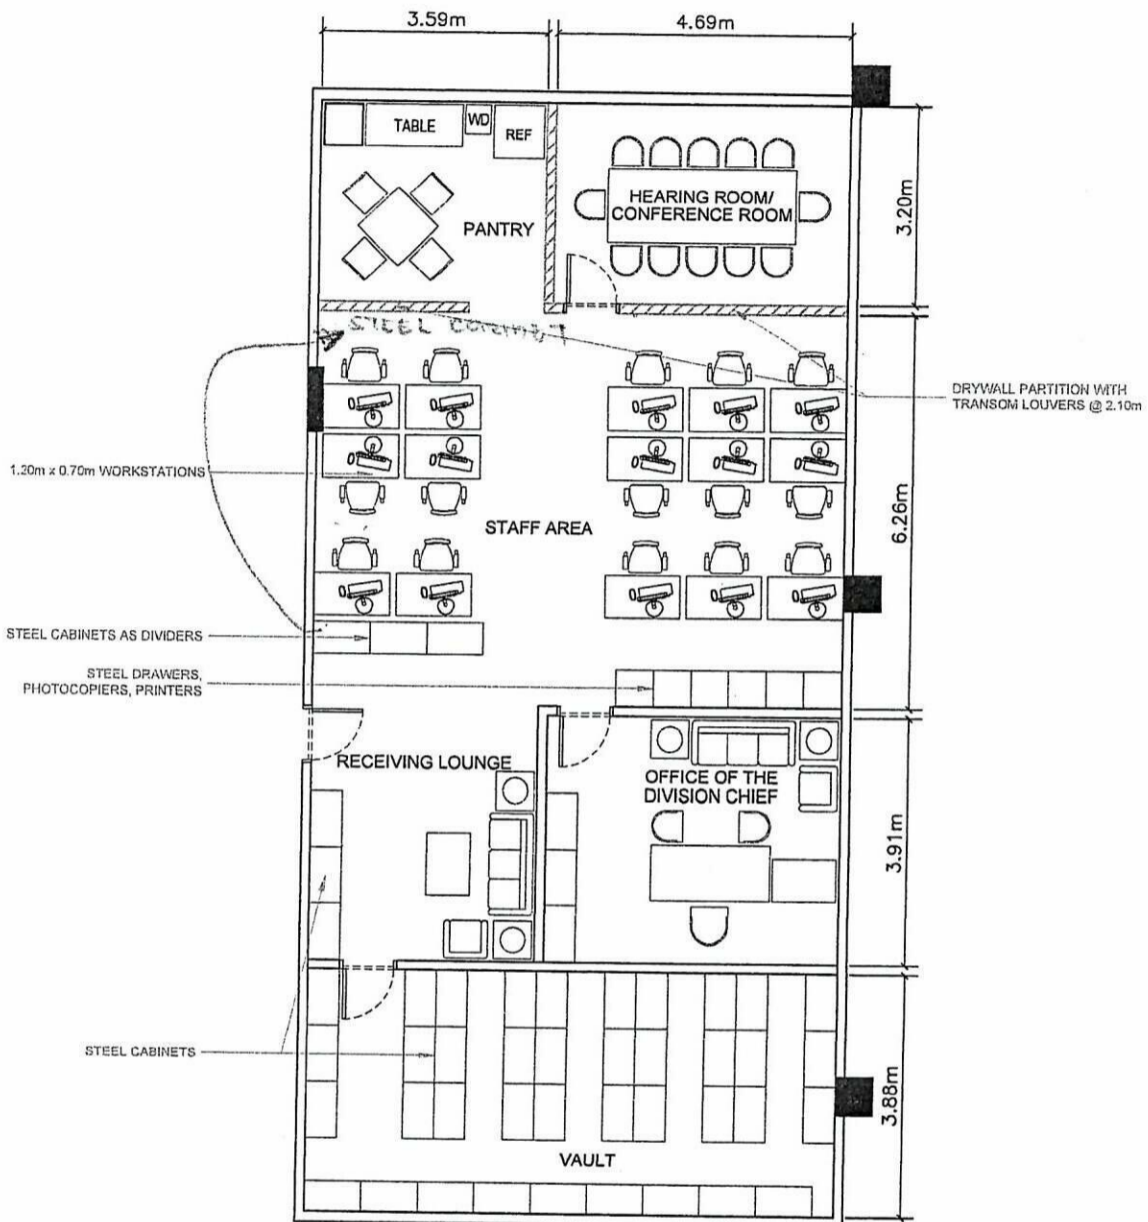 3.59m
4.69m
TABLE
WD
REF
HEARING ROOM/
CONFERENCE ROOM
PANTRY
3.20m
STEEL
DRYWALL PARTITION WITH
TRANSOM LOUVERS @ 2.10m
1.20m x 0.70m WORKSTATIONS
STAFF AREA
6.26m
STEEL CABINETS AS DIVIDERS
STEEL DRAWERS,
PHOTOCOPIERS, PRINTERS
RECEIVING LOUNGE
OFFICE OF THE
DIVISION CHIEF
3.91m
STEEL CABINETS
3.88m
VAULT